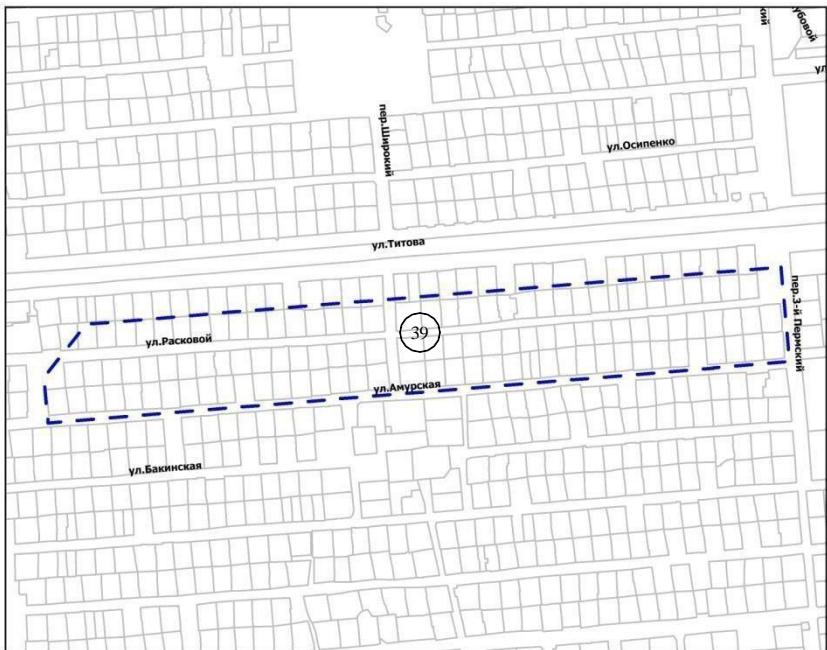 пер.Широкий
ул.Осипенко
ул.Титова
пер.3-й Пермский
39
ул.Расковой
ул.Амурская
ул.Бакинская